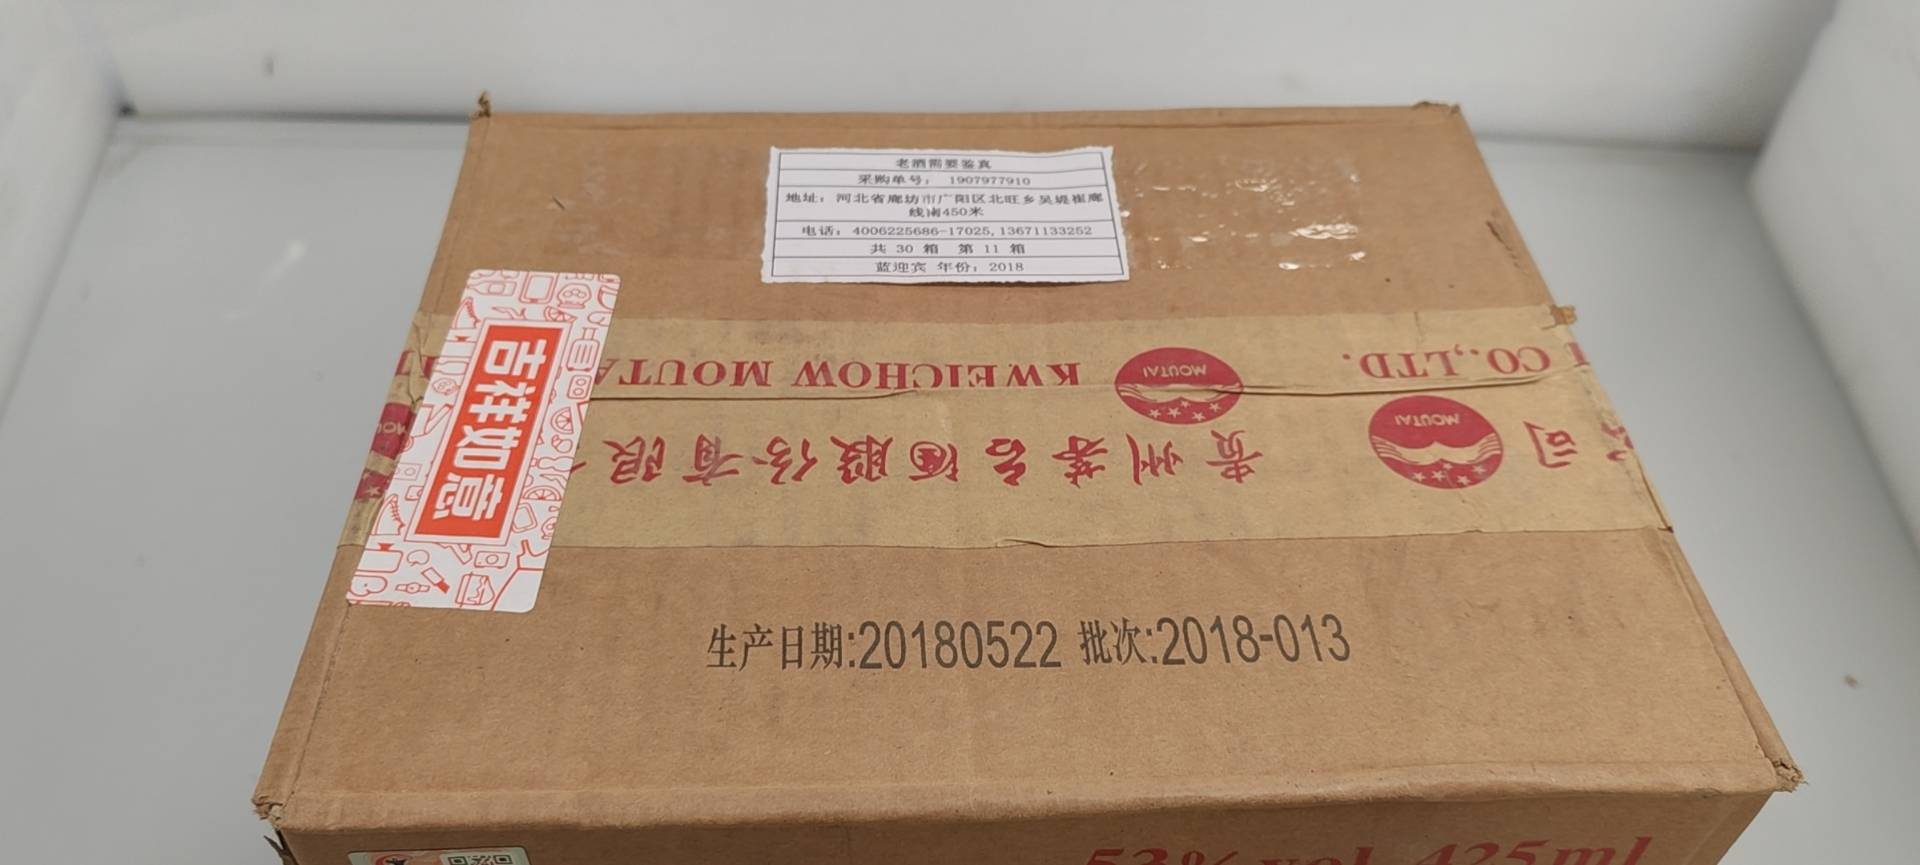 老酒需要鉴真
采购单号： 1907977910
地址：河北省廊坊市广阳区北旺乡吴堤崔廊
线南450米
电话：4006225686-17025,13671133252
共 30 箱 第 11 箱
蓝迎宾 年份：2018
吉祥如意
KWEICHOW MOUTA
CO.,LTD.
MOUTAI
MOUTAI
贵州茅台酒股份有限
司
生产日期:20180522 批次:2018-013
53% vol 425ml